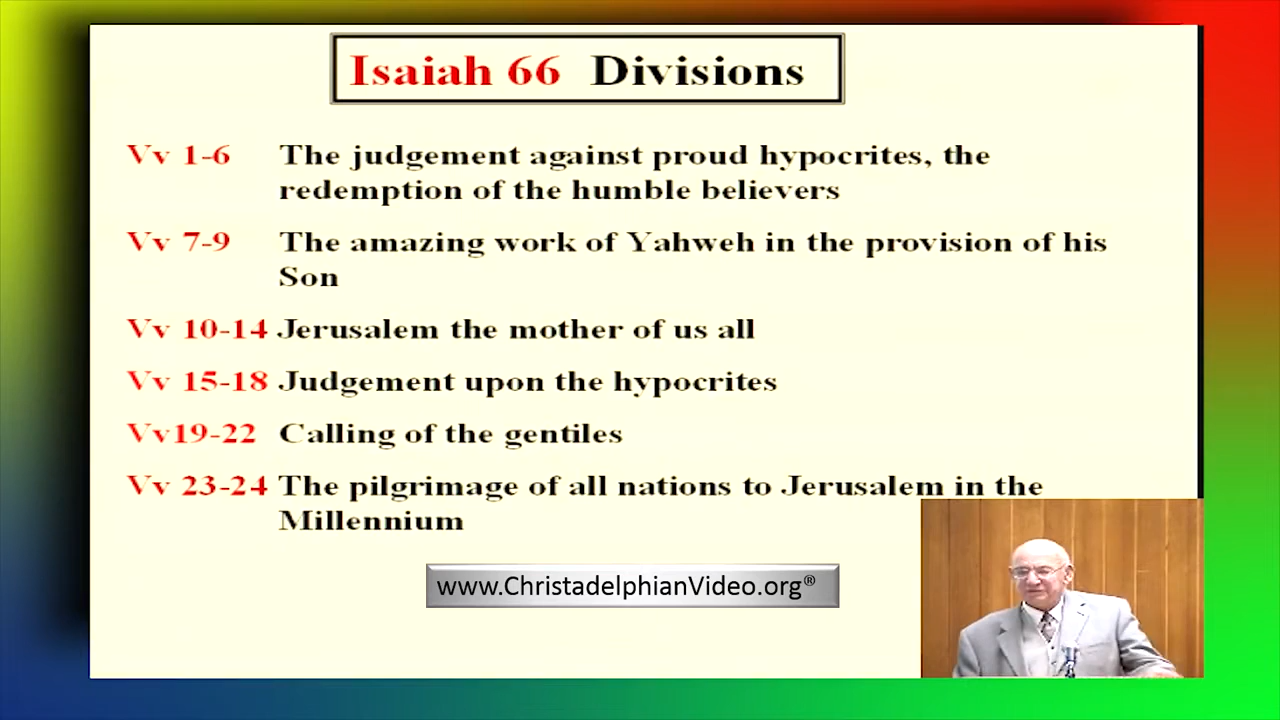 Isaiah 66 Divisions
Vv 1-6 The judgement against proud hypocrites, the
redemption of the humble believers
Vv 7-9 The amazing work of Yahweh in the provision of his
Son
Vv 10-14 Jerusalem the mother of us all
Vv 15-18 Judgement upon the hypocrites
Vv19-22 Calling of the gentiles
Vv 23-24 The pilgrimage of all nations to Jerusalem in the
Millennium
www.ChristadelphianVideo.org®